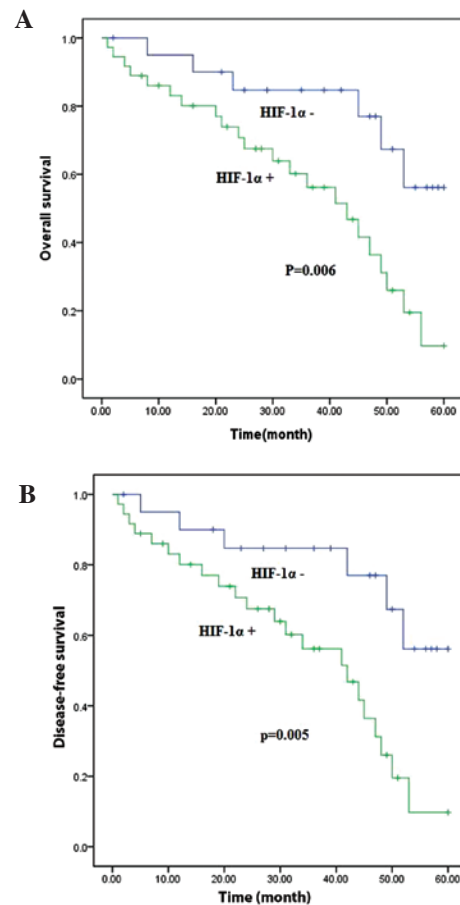 A
Overall survival
1.0
0.8
0.6
0.4
0.2
0.0
HIF-1α -
HIF-1α +
P=0.006
0.00 10.00 20.00 30.00 40.00 50.00 60.00
Time(month)
B
Disease-free survival
1.0
0.8
0.6
0.4
0.2
0.0
HIF-1α -
HIF-1α +
p=0.005
0.00 10.00 20.00 30.00 40.00 50.00 60.00
Time (month)